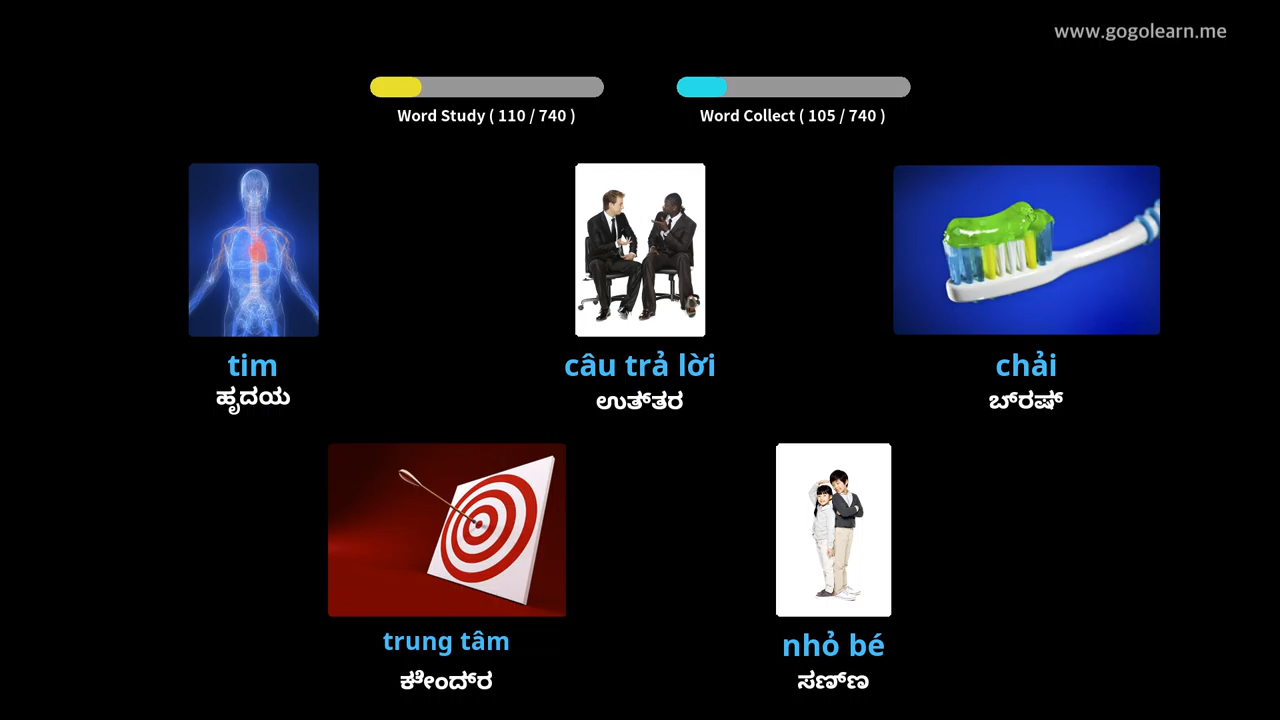 www.gogolearn.me
Word Study ( 110 / 740 )
Word Collect ( 105 / 740 )
tim
ಹೃದಯ
câu trả lời
ಉತ್ತರ
chải
ಬ್ರಷ್
trung tâm
ಕೇಂದ್ರ
nhỏ bé
ಸಣ್ಣ